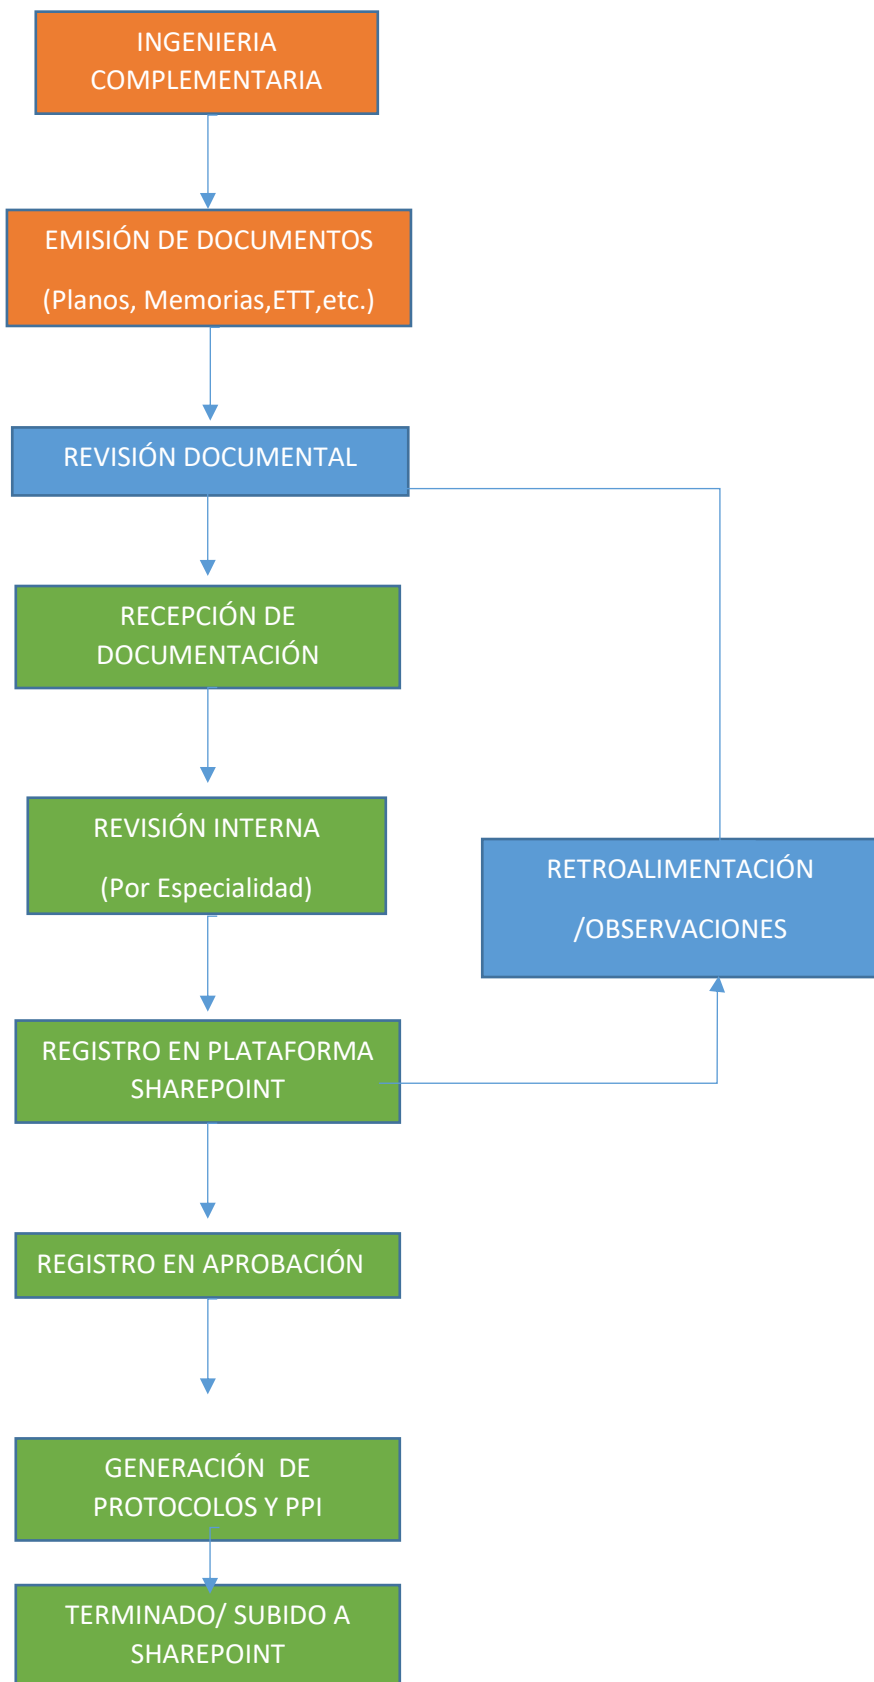 INGENIERIA
COMPLEMENTARIA
EMISIÓN DE DOCUMENTOS
(Planos, Memorias,ETT,etc.)
REVISIÓN DOCUMENTAL
RECEPCIÓN DE
DOCUMENTACIÓN
REVISIÓN INTERNA
(Por Especialidad)
RETROALIMENTACIÓN
/OBSERVACIONES
REGISTRO EN PLATAFORMA
SHAREPOINT
REGISTRO EN APROBACIÓN
GENERACIÓN  DE
PROTOCOLOS Y PPI
TERMINADO/ SUBIDO A
SHAREPOINT